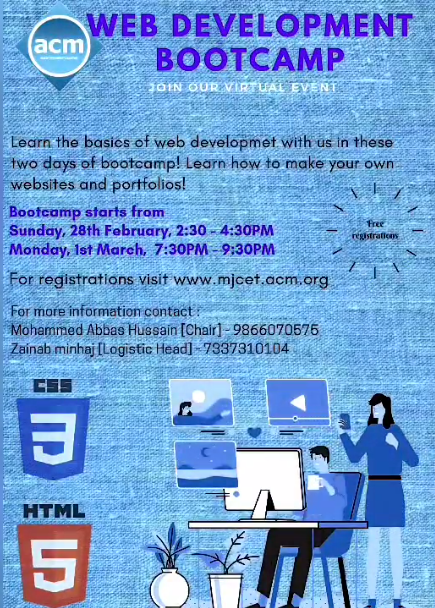 acm
WEB DEVELOPMENT
BOOTCAMP
JOIN OUR VIRTUAL EVENT
Learn the basics of web developmet with us in these
two days of bootcamp! Learn how to make your own
websites and portfolios!
Bootcamp starts from
Sunday, 28th February, 2:30 - 4:30PM
Monday, 1st March, 7:30PM - 9:30PM
Free
registrations
For registrations visit www.mjcet.acm.org
For more information contact :
Mohammed Abbas Hussain [Chair] - 9866070575
Zainab minhaj [Logistic Head] - 7337310104
CSS
3
HTML
5